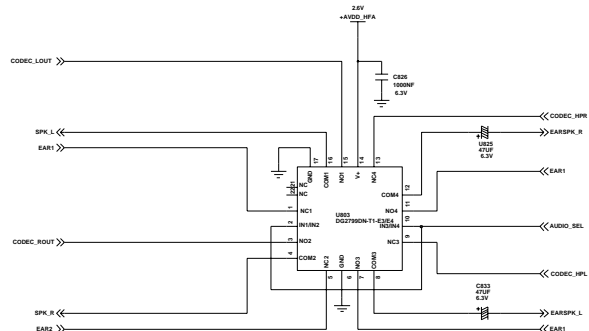 2.6V
+AVDD_HFA
CODEC_LOUT
C826
1000NF
6.3V
CODEC_HPR
SPK_L
EARSPK_R
+
U825
47UF
6.3V
EAR1
17
16
15
14
13
GND
COM1
NO1
V+
NC4
EAR1
NC
NC
COM4
12
1
NC1
U803
DG2799DN-T1-E3/E4
NO4
11
2
IN1/IN2
IN3/IN4
10
AUDIO_SEL
CODEC_ROUT
3
NO2
NC3
9
4
COM2
NC2
GND
NO3
COM3
5
6
7
8
CODEC_HPL
C833
47UF
6.3V
SPK_R
+
EARSPK_L
EAR2
EAR1